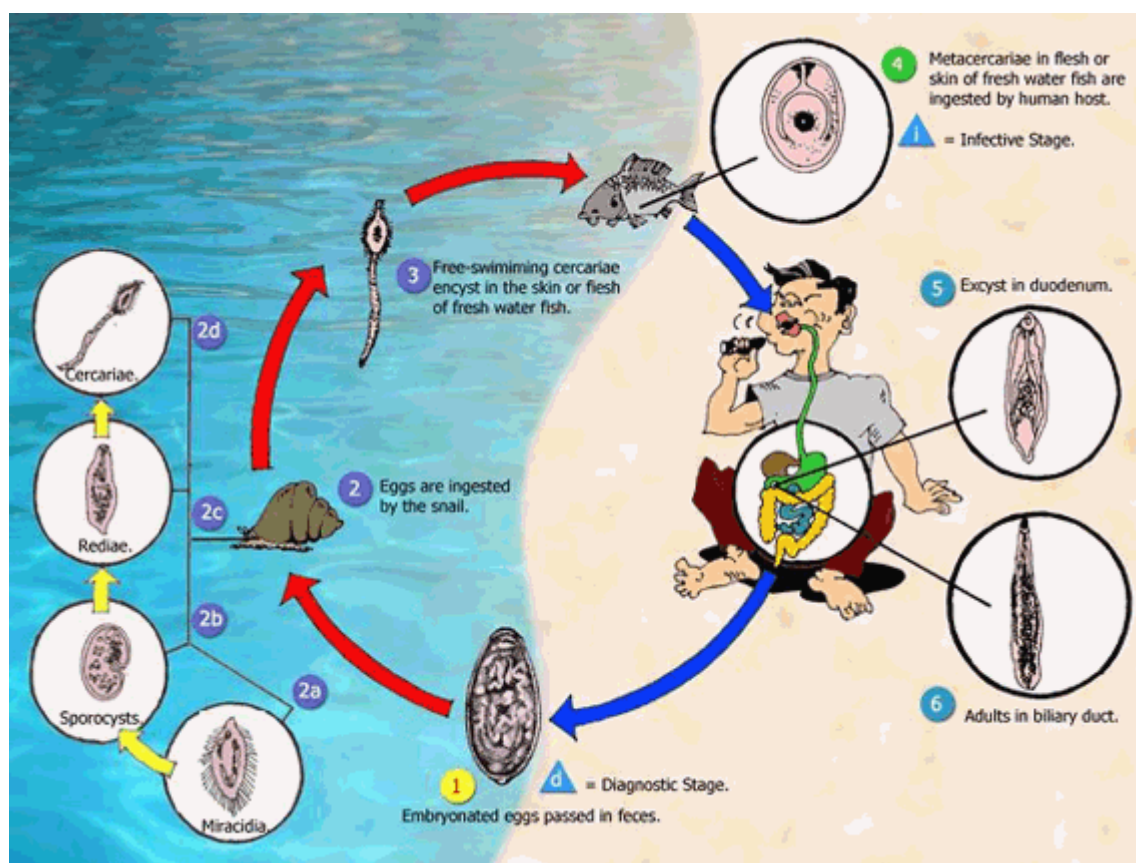 4
Metacercariae in flesh or
skin of fresh water fish are
ingested by human host.
i
= Infective Stage.
3
Free-swimiming cercariae
encyst in the skin or flesh
of fresh water fish.
5
Excyst in duodenum.
2d
Cercariae.
2
Eggs are ingested
by the snail.
2c
Rediae.
2b
Sporocysts.
2a
Miracidia.
6
Adults in biliary duct.
1
d
= Diagnostic Stage.
Embryonated eggs passed in feces.